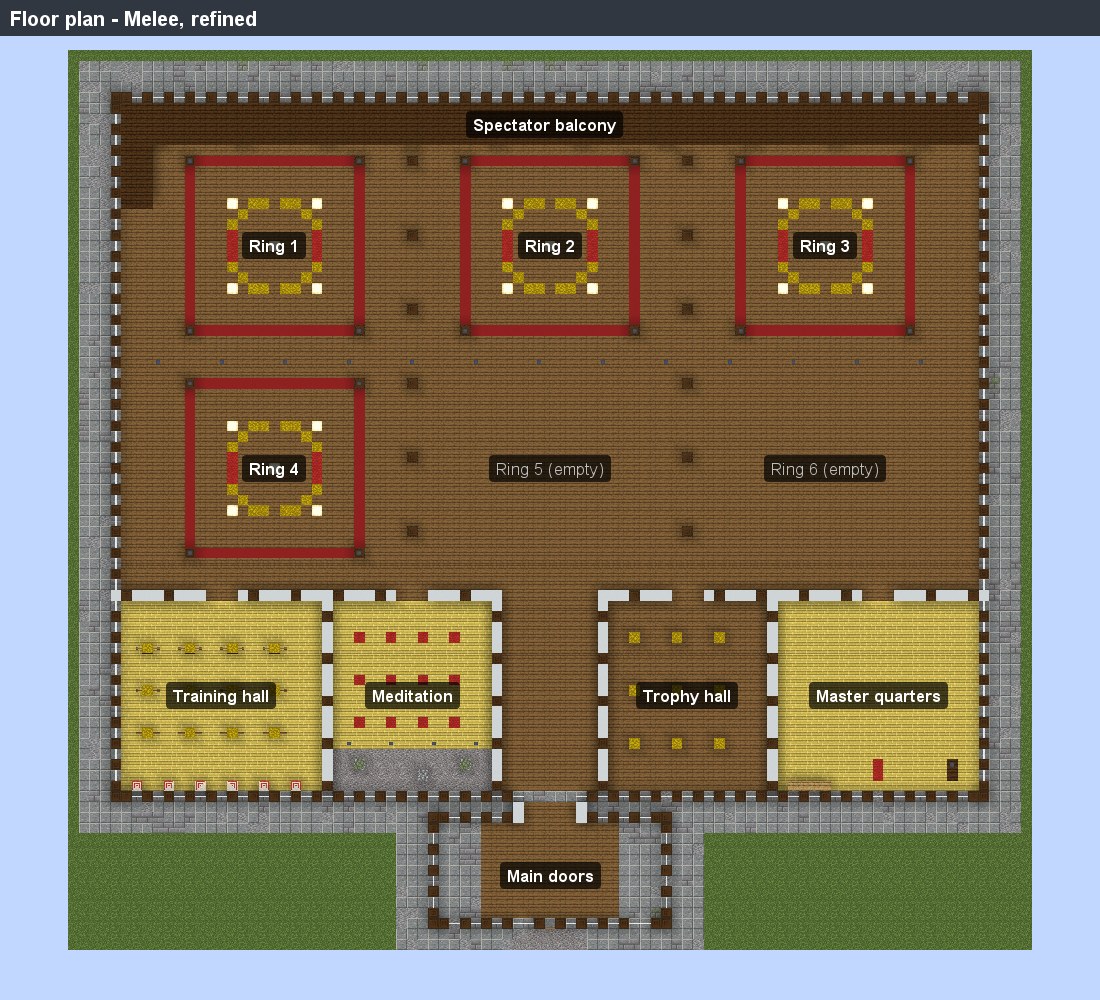 Floor plan - Melee, refined
Spectator balcony
Ring 1
Ring 2
Ring 3
Ring 4
Ring 5 (empty)
Ring 6 (empty)
Training hall
Meditation
Trophy hall
Master quarters
Main doors